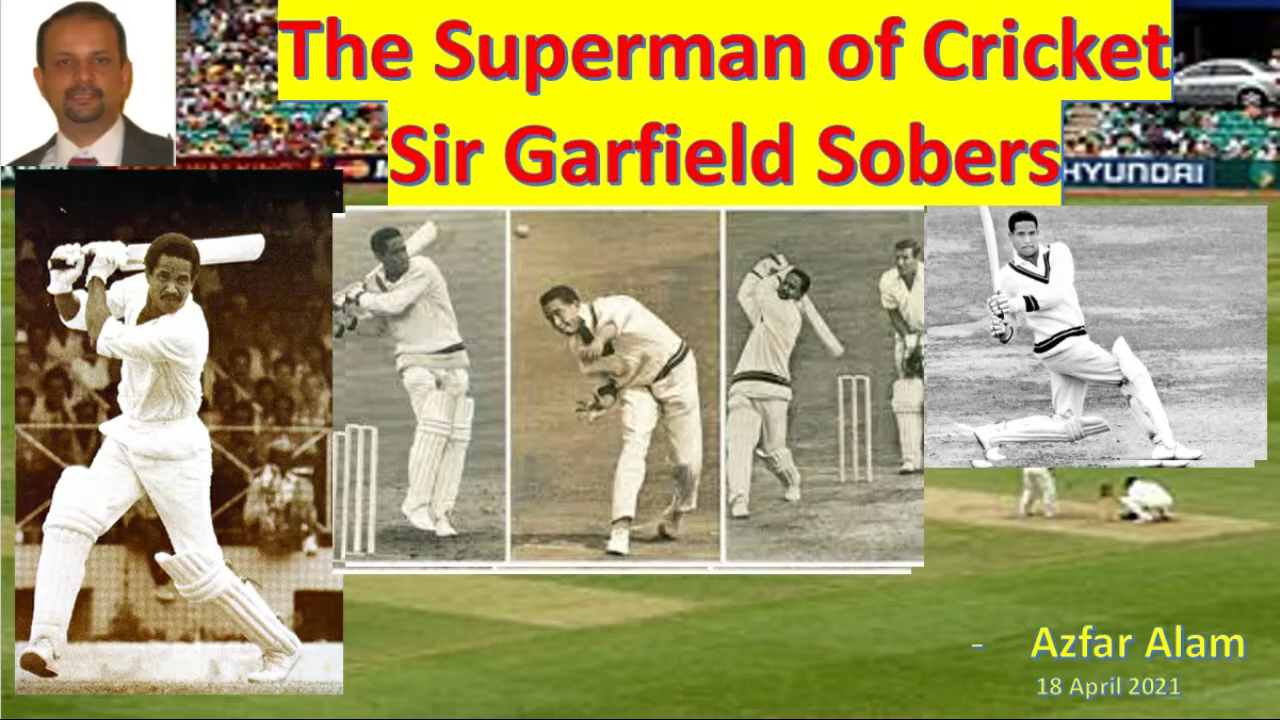 The Superman of Cricket
Sir Garfield Sobers
HYUNDAI
- Azfar Alam
18 April 2021